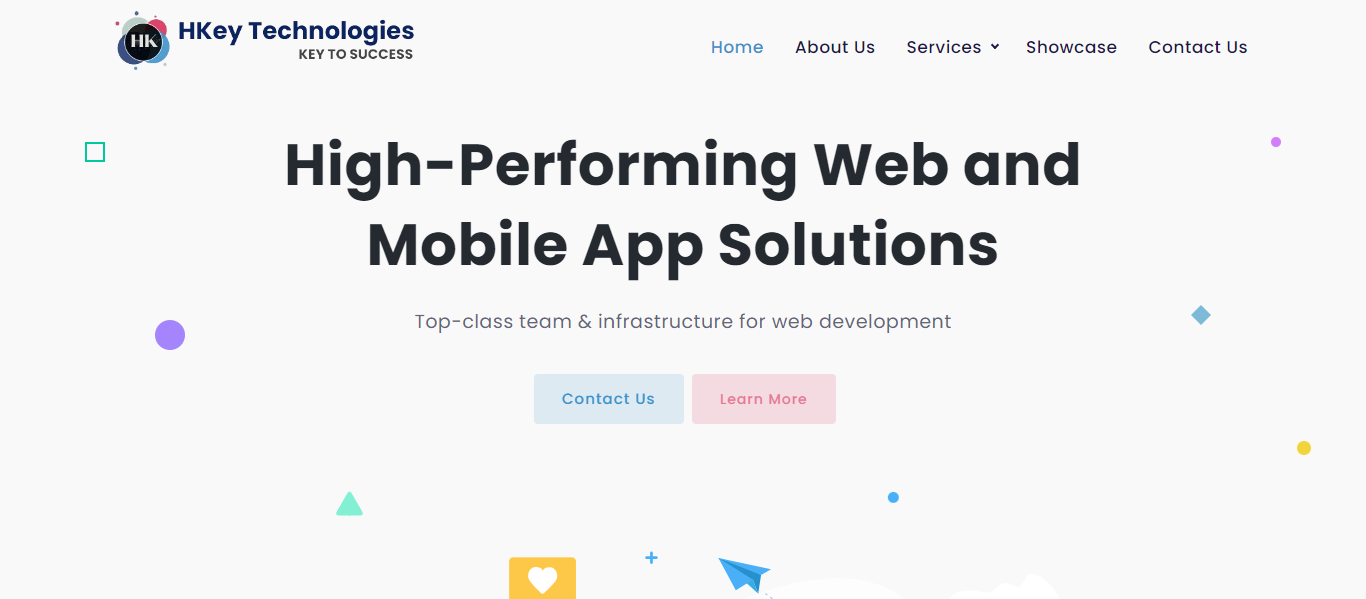 HK
HKey Technologies
KEY TO SUCCESS
Home
About Us
Services
Showcase
Contact Us
High-Performing Web and
Mobile App Solutions
Top-class team & infrastructure for web development
Contact Us
Learn More